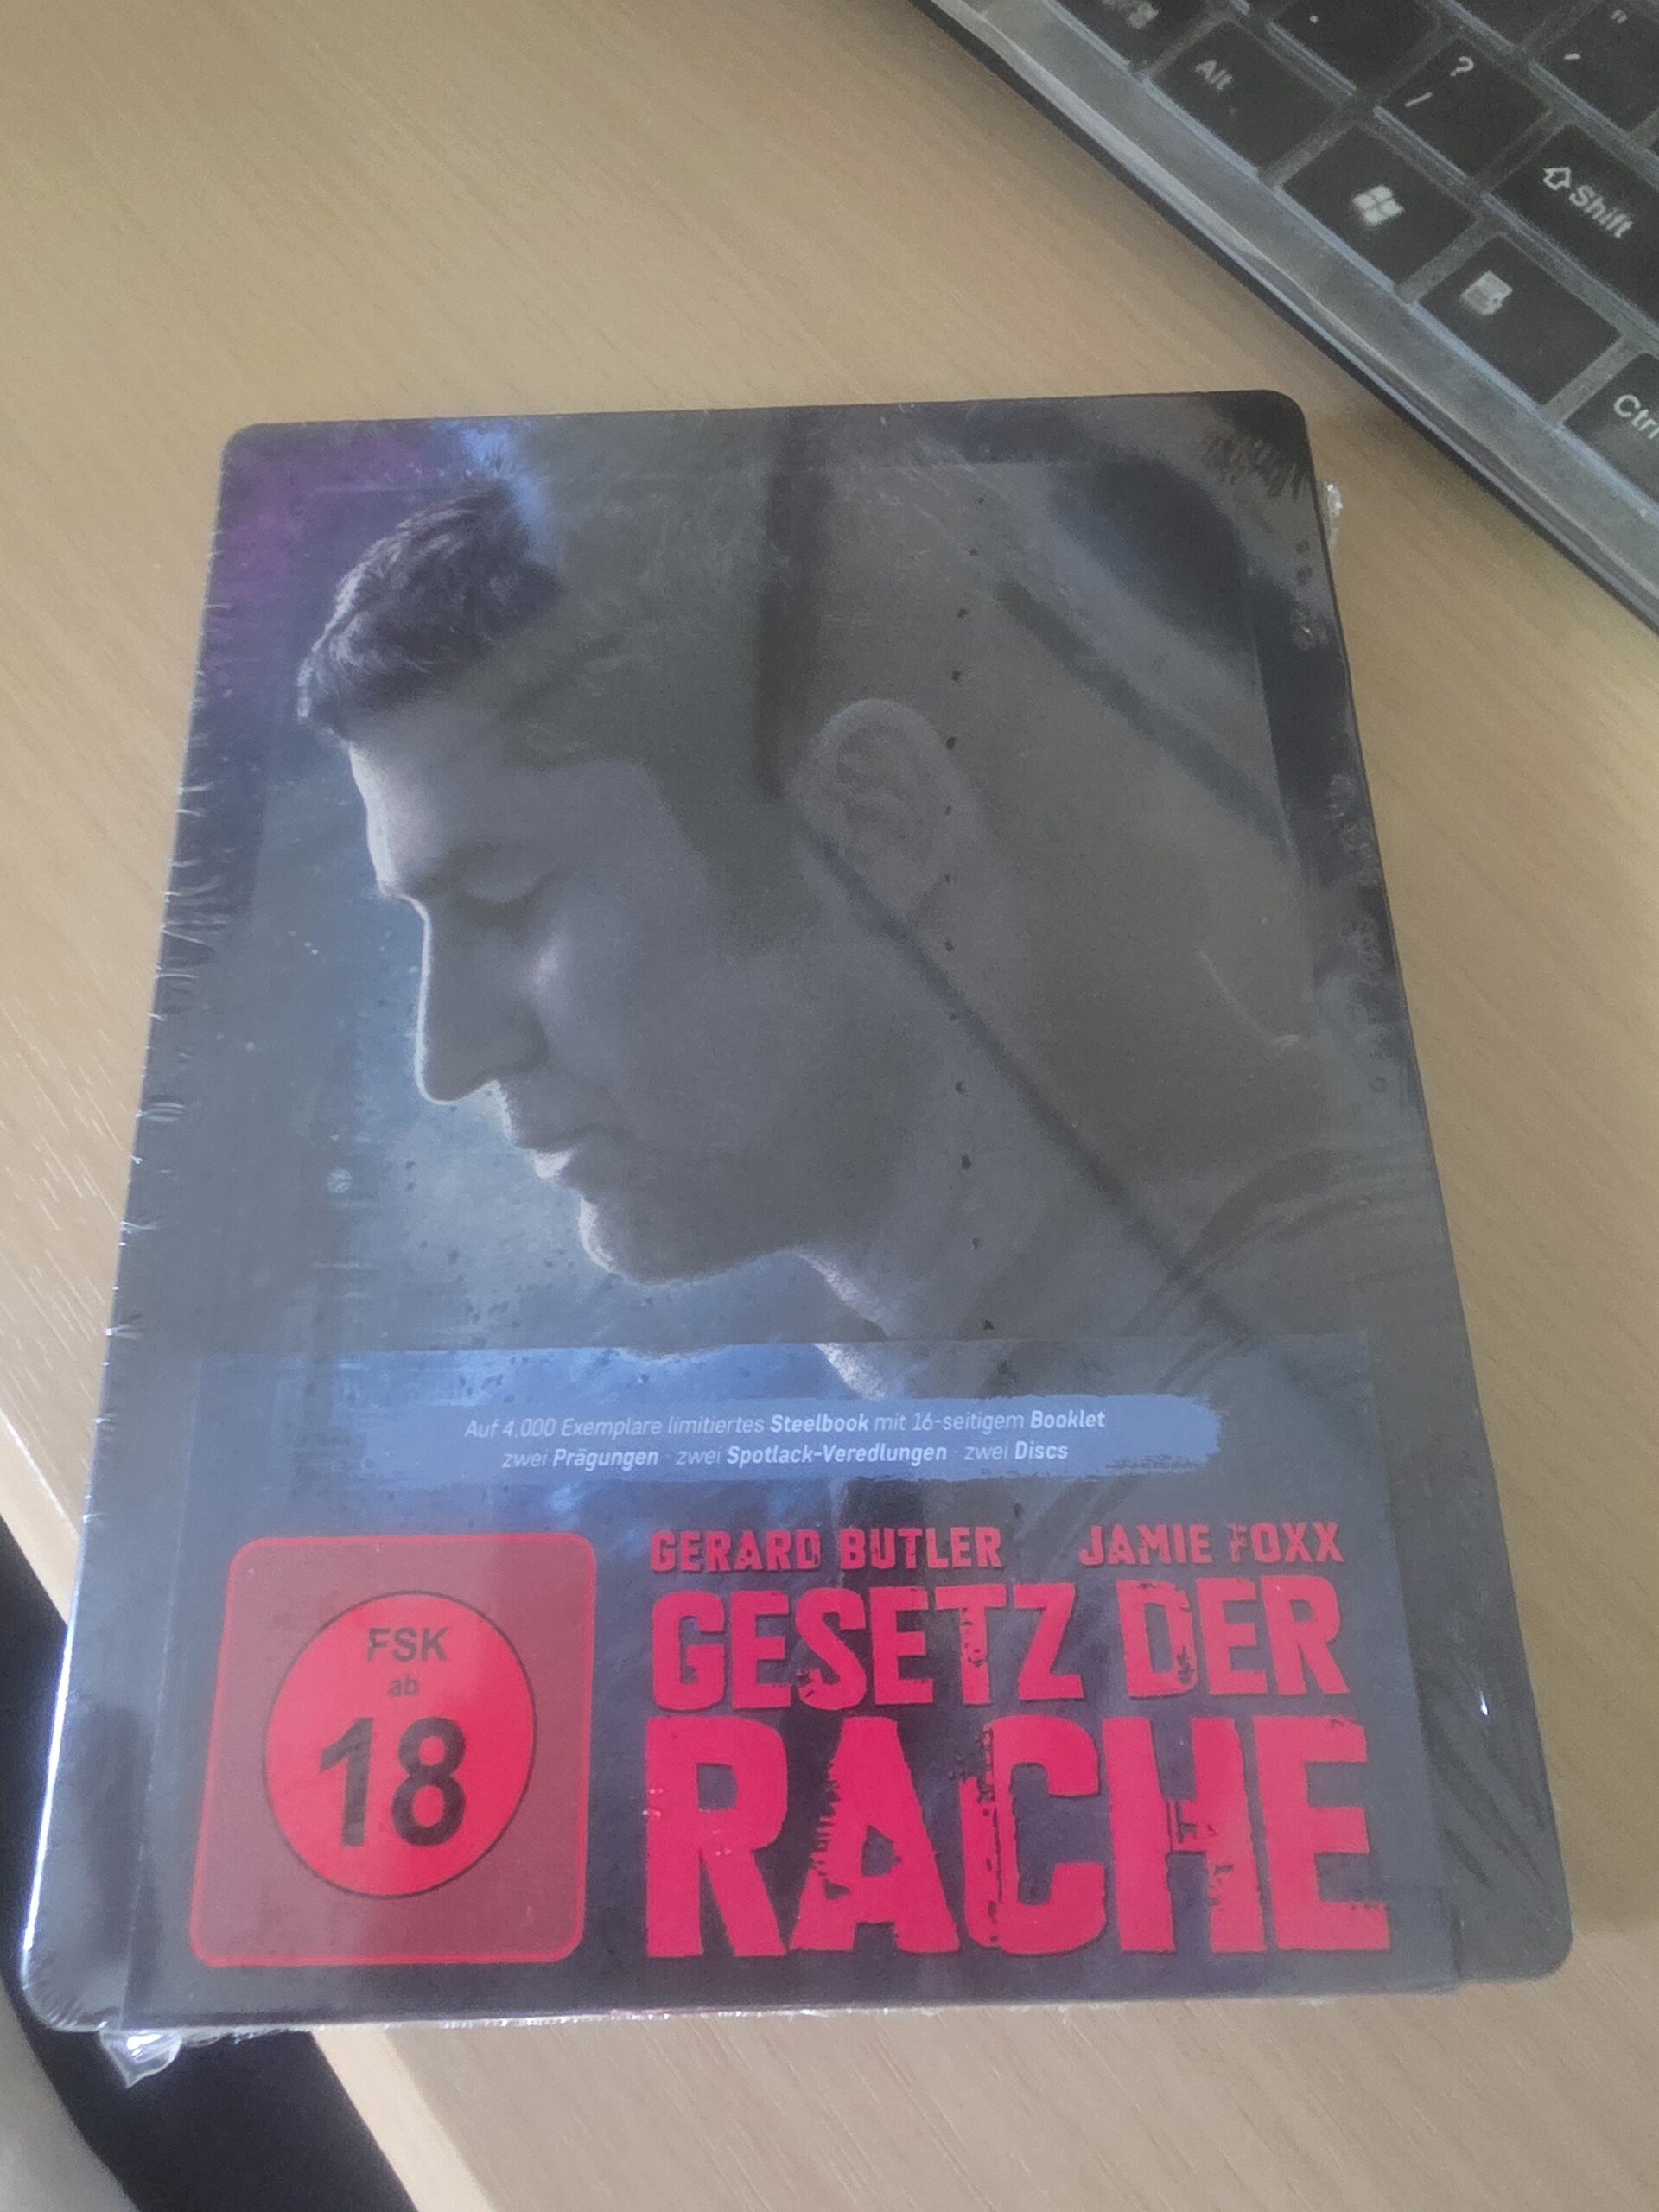 Alt
?
/
Shift
Ctrl
Auf 4.000 Exemplare limitiertes Steelbook mit 16-seitigem Booklet
zwei Prägungen · zwei Spotlack-Veredlungen · zwei Discs
GERARD BUTLER JAMIE FOXX
GESETZ DER
RACHE
FSK
ab
18